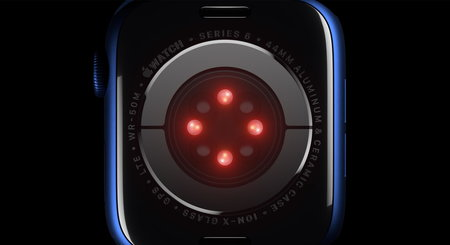 WATCH • SERIES 6 • 44MM ALUMINUM & CERAMIC CASE • ION-X GLASS • GPS • LTE • WR-50M •